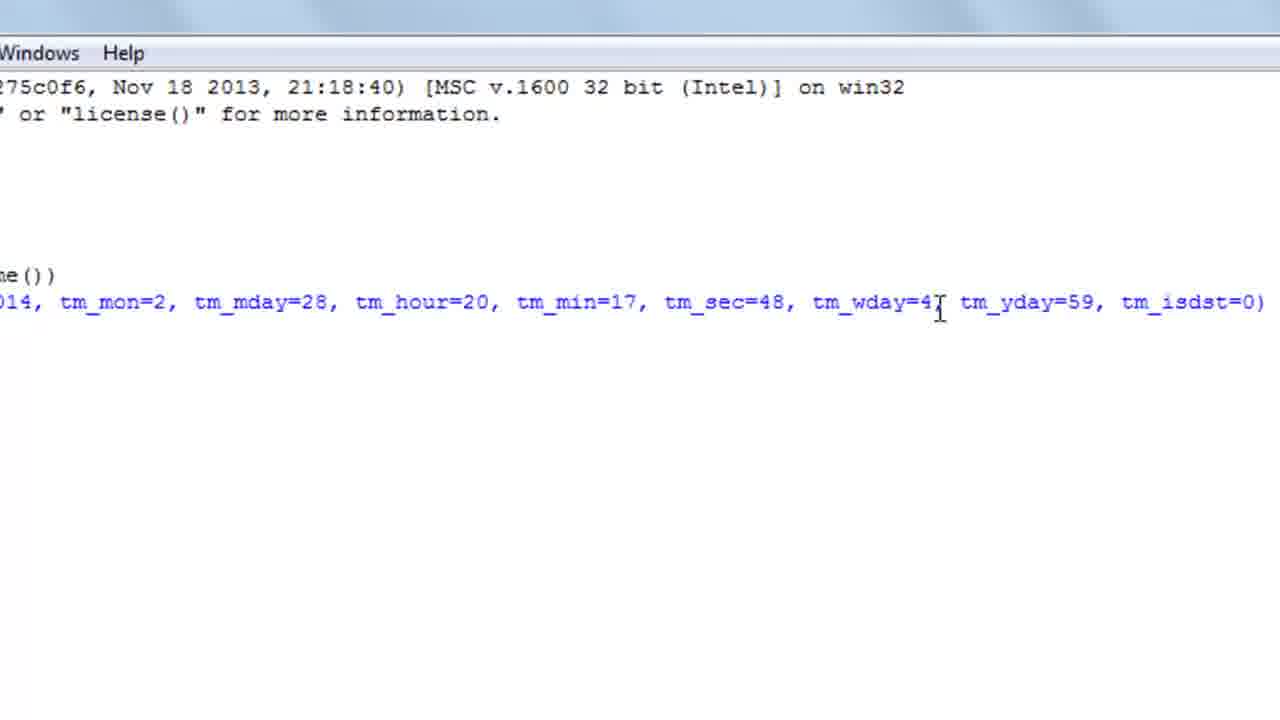 Windows Help
275c0f6, Nov 18 2013, 21:18:40) [MSC v.1600 32 bit (Intel)] on win32
" or "license()" for more information.
me())
014, tm_mon=2, tm_mday=28, tm_hour=20, tm_min=17, tm_sec=48, tm_wday=4, tm_yday=59, tm_isdst=0)